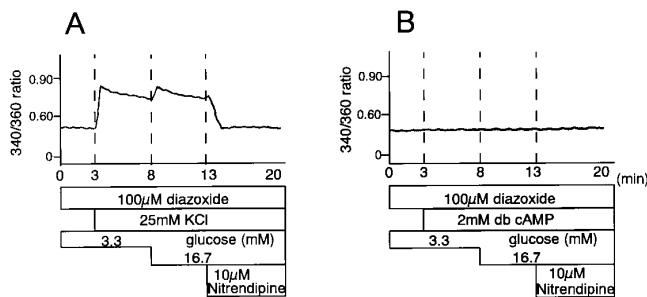 A
340/360 ratio
0.90
0.60
0
0 3 8 13 20
100µM diazoxide
25mM KCl
3.3 glucose (mM)
16.7
10µM
Nitrendipine
B
340/360 ratio
0.90
0.60
0
0 3 8 13 20 (min)
100µM diazoxide
2mM db cAMP
3.3 glucose (mM)
16.7
10µM
Nitrendipine